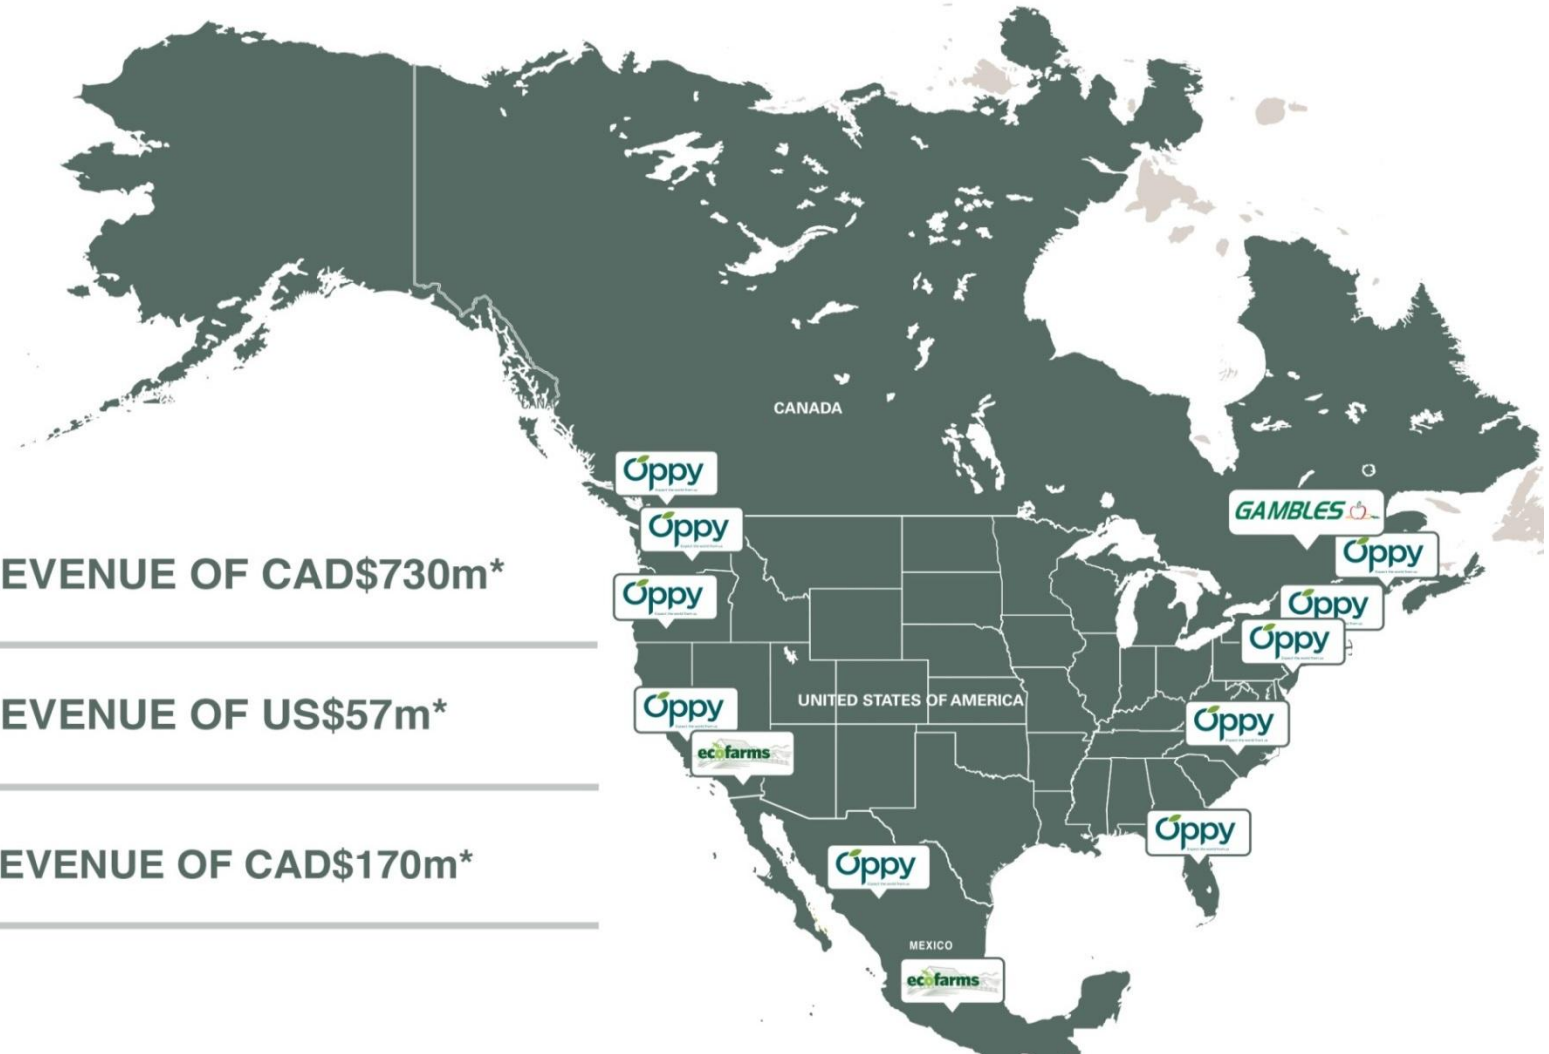 EVENUE OF CAD$730m*
EVENUE OF US$57m*
EVENUE OF CAD$170m*
CANADA
Oppy
Oppy
Oppy
GAMBLES
Oppy
Oppy
Oppy
UNITED STATES OF AMERICA
Oppy
Oppy
ecofarms
Oppy
Oppy
MEXICO
ecofarms